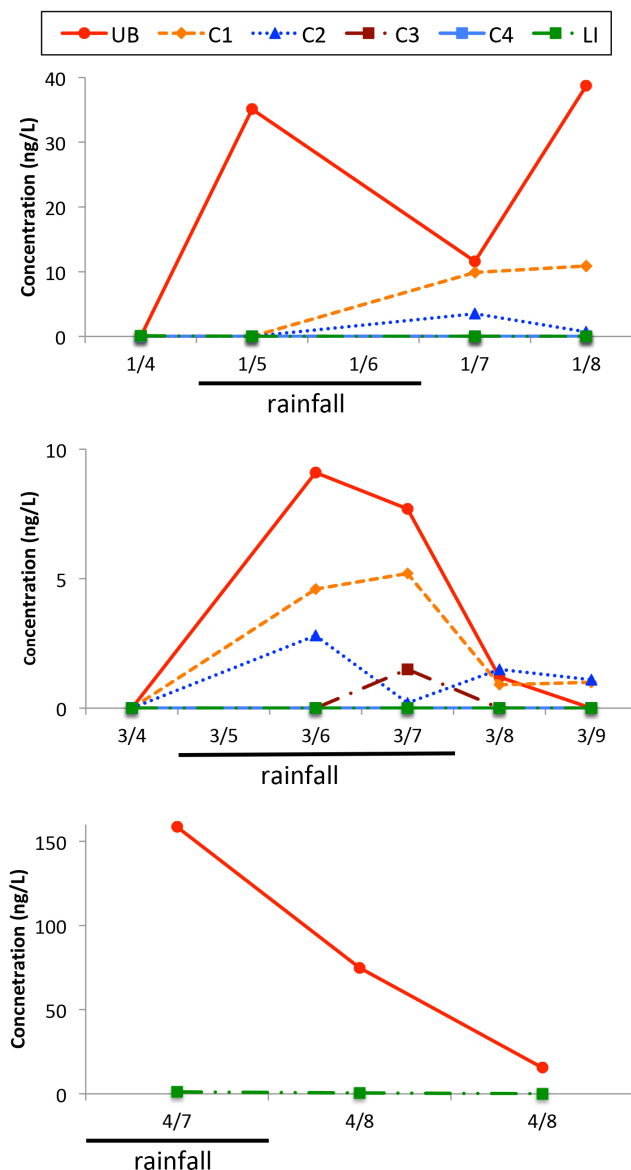 UB C1 C2 C3 C4 LI
Concentration (ng/L)
40
30
20
10
0
1/4 1/5 1/6 1/7 1/8
rainfall
Concentration (ng/L)
10
5
0
3/4 3/5 3/6 3/7 3/8 3/9
rainfall
Concnetration (ng/L)
150
100
50
0
4/7 4/8 4/8
rainfall